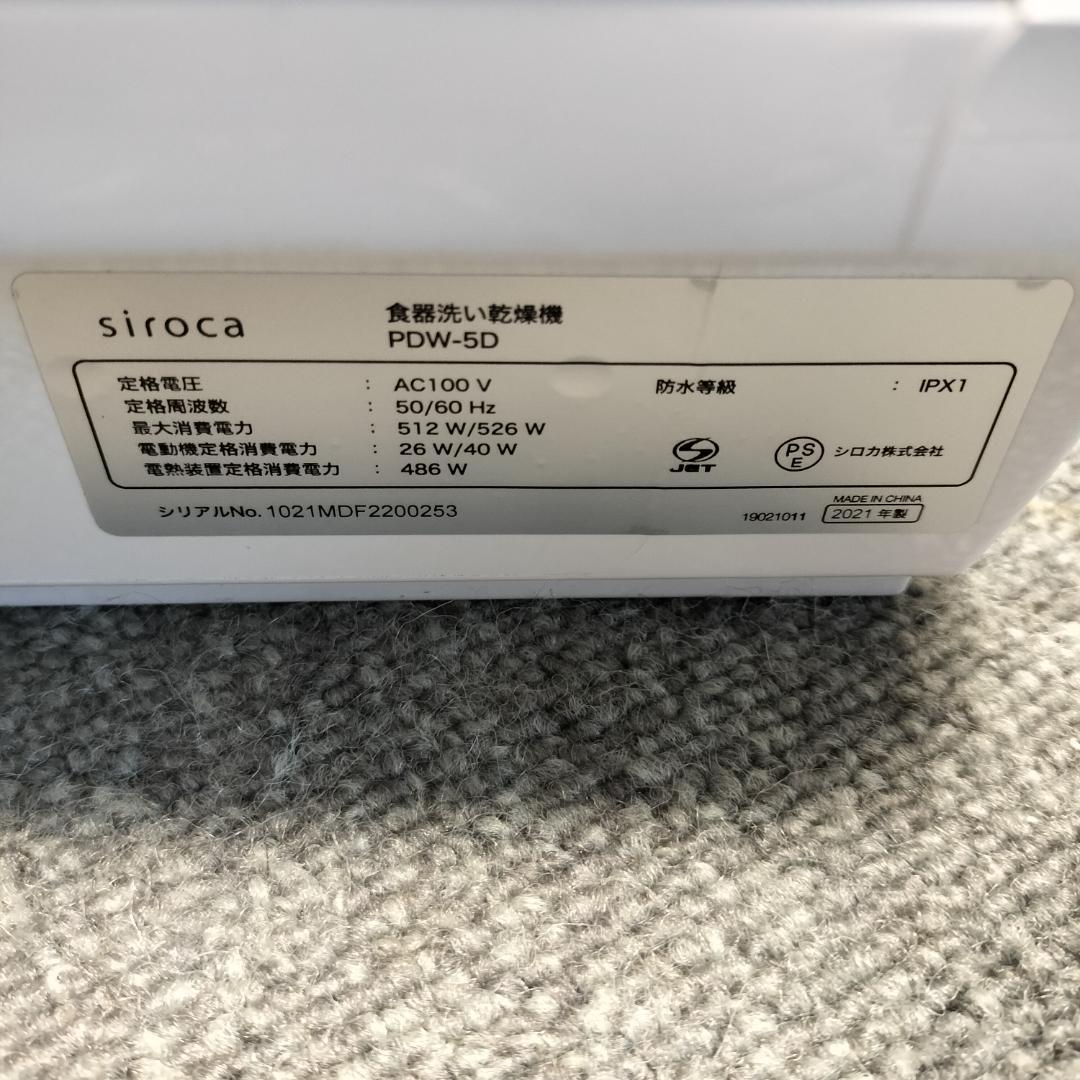 siroca
食器洗い乾燥機
PDW-5D
定格電圧 : AC100 V
定格周波数 : 50/60 Hz
最大消費電力 : 512 W/526 W
電動機定格消費電力 : 26 W/40 W
電熱装置定格消費電力 : 486 W
防水等級 : IPX1
JET
PS
E
シロカ株式会社
シリアルNo. 1021MDF2200253
MADE IN CHINA
19021011 2021 年製